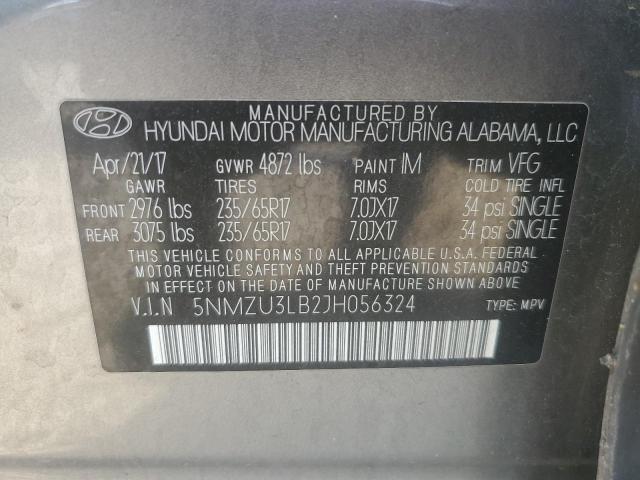 MANUFACTURED BY
HYUNDAI MOTOR MANUFACTURING ALABAMA, LLC
Apr/21/17 GVWR 4872 lbs PAINT IM TRIM VFG
GAWR TIRES RIMS COLD TIRE INFL
FRONT 2976 lbs 235/65R17 7.0JX17 34 psi SINGLE
REAR 3075 lbs 235/65R17 7.0JX17 34 psi SINGLE
THIS VEHICLE CONFORMS TO ALL APPLICABLE U.S.A. FEDERAL
MOTOR VEHICLE SAFETY AND THEFT PREVENTION STANDARDS
IN EFFECT ON THE DATE OF MANUFACTURE SHOWN ABOVE.
V.I.N 5NMZU3LB2JH056324 TYPE: MPV